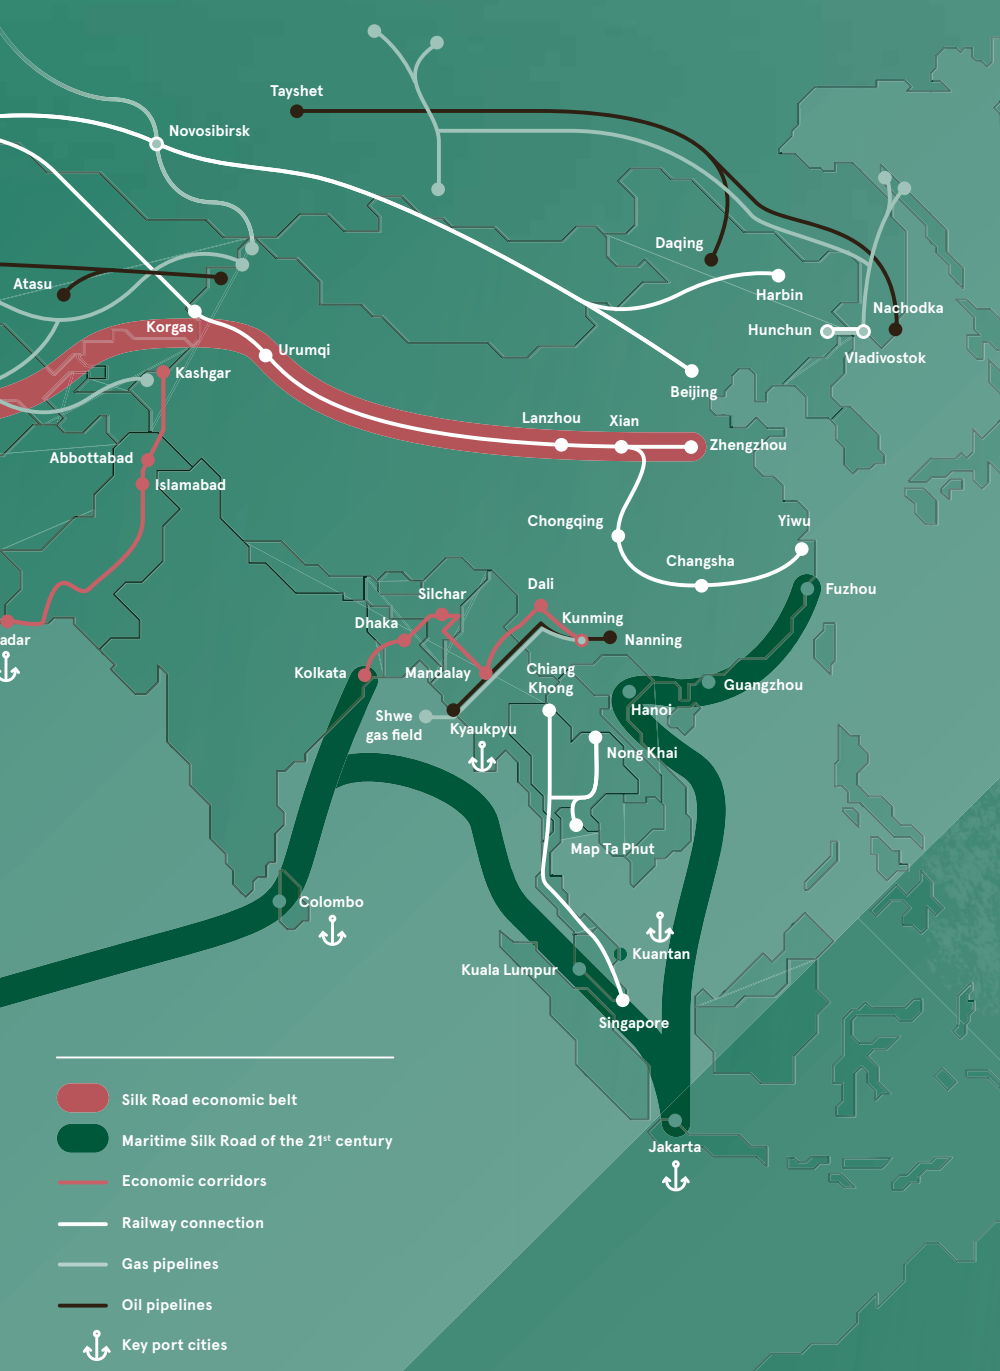 Tayshet
Novosibirsk
Daqing
Atasu
Harbin
Nachodka
Korgas
Hunchun
Urumqi
Vladivostok
Kashgar
Beijing
Lanzhou
Xian
Zhengzhou
Abbottabad
Islamabad
Chongqing
Yiwu
Changsha
Fuzhou
Dali
Silchar
Kunming
Dhaka
Nanning
adar
Kolkata
Mandalay
Chiang
Khong
Guangzhou
Hanoi
Shwe
gas field
Kyaukpyu
Nong Khai
Map Ta Phut
Colombo
Kuantan
Kuala Lumpur
Singapore
Silk Road economic belt
Maritime Silk Road of the 21st century
Jakarta
Economic corridors
Railway connection
Gas pipelines
Oil pipelines
Key port cities